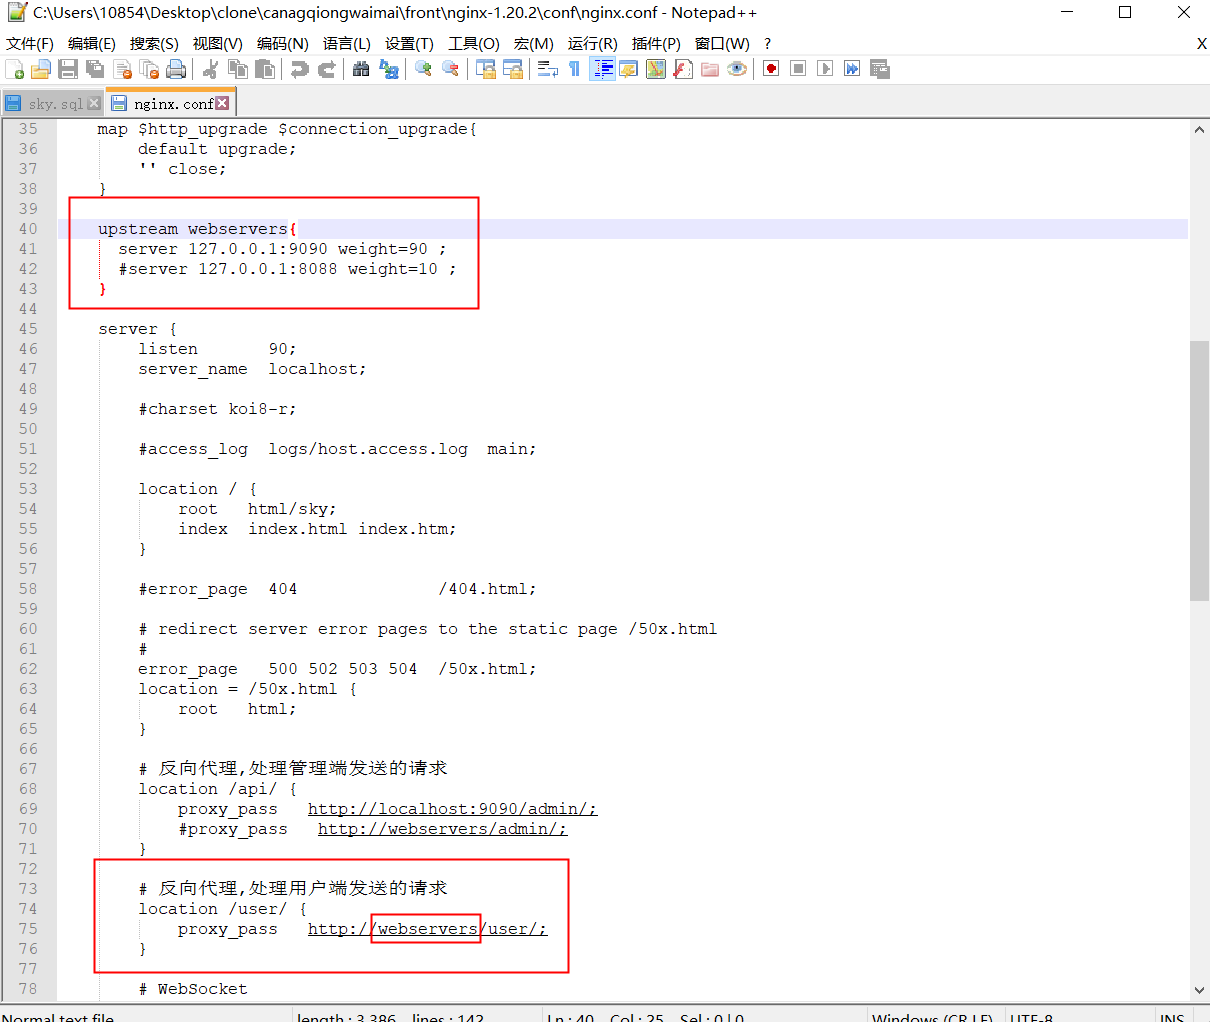 C:\Users\10854\Desktop\clone\canagqiongwaimai\front\nginx-1.20.2\conf\nginx.conf - Notepad++
文件(F) 编辑(E) 搜索(S) 视图(V) 编码(N) 语言(L) 设置(T) 工具(O) 宏(M) 运行(R) 插件(P) 窗口(W) ? X
sky.sql nginx.conf
35 map $http_upgrade $connection_upgrade{
36 default upgrade;
37 '' close;
38 }
39
40 upstream webservers{
41 server 127.0.0.1:9090 weight=90 ;
42 #server 127.0.0.1:8088 weight=10 ;
43 }
44
45 server {
46 listen 90;
47 server_name localhost;
48
49 #charset koi8-r;
50
51 #access_log logs/host.access.log main;
52
53 location / {
54 root html/sky;
55 index index.html index.htm;
56 }
57
58 #error_page 404 /404.html;
59
60 # redirect server error pages to the static page /50x.html
61 #
62 error_page 500 502 503 504 /50x.html;
63 location = /50x.html {
64 root html;
65 }
66
67 # 反向代理,处理管理端发送的请求
68 location /api/ {
69 proxy_pass http://localhost:9090/admin/;
70 #proxy_pass http://webservers/admin/;
71 }
72
73 # 反向代理,处理用户端发送的请求
74 location /user/ {
75 proxy_pass http://webservers/user/;
76 }
77
78 # WebSocket
Normal text file length : 3,386 lines : 142 Ln : 40 Col : 25 Sel : 0 | 0 Windows (CR LF) UTF-8 INS